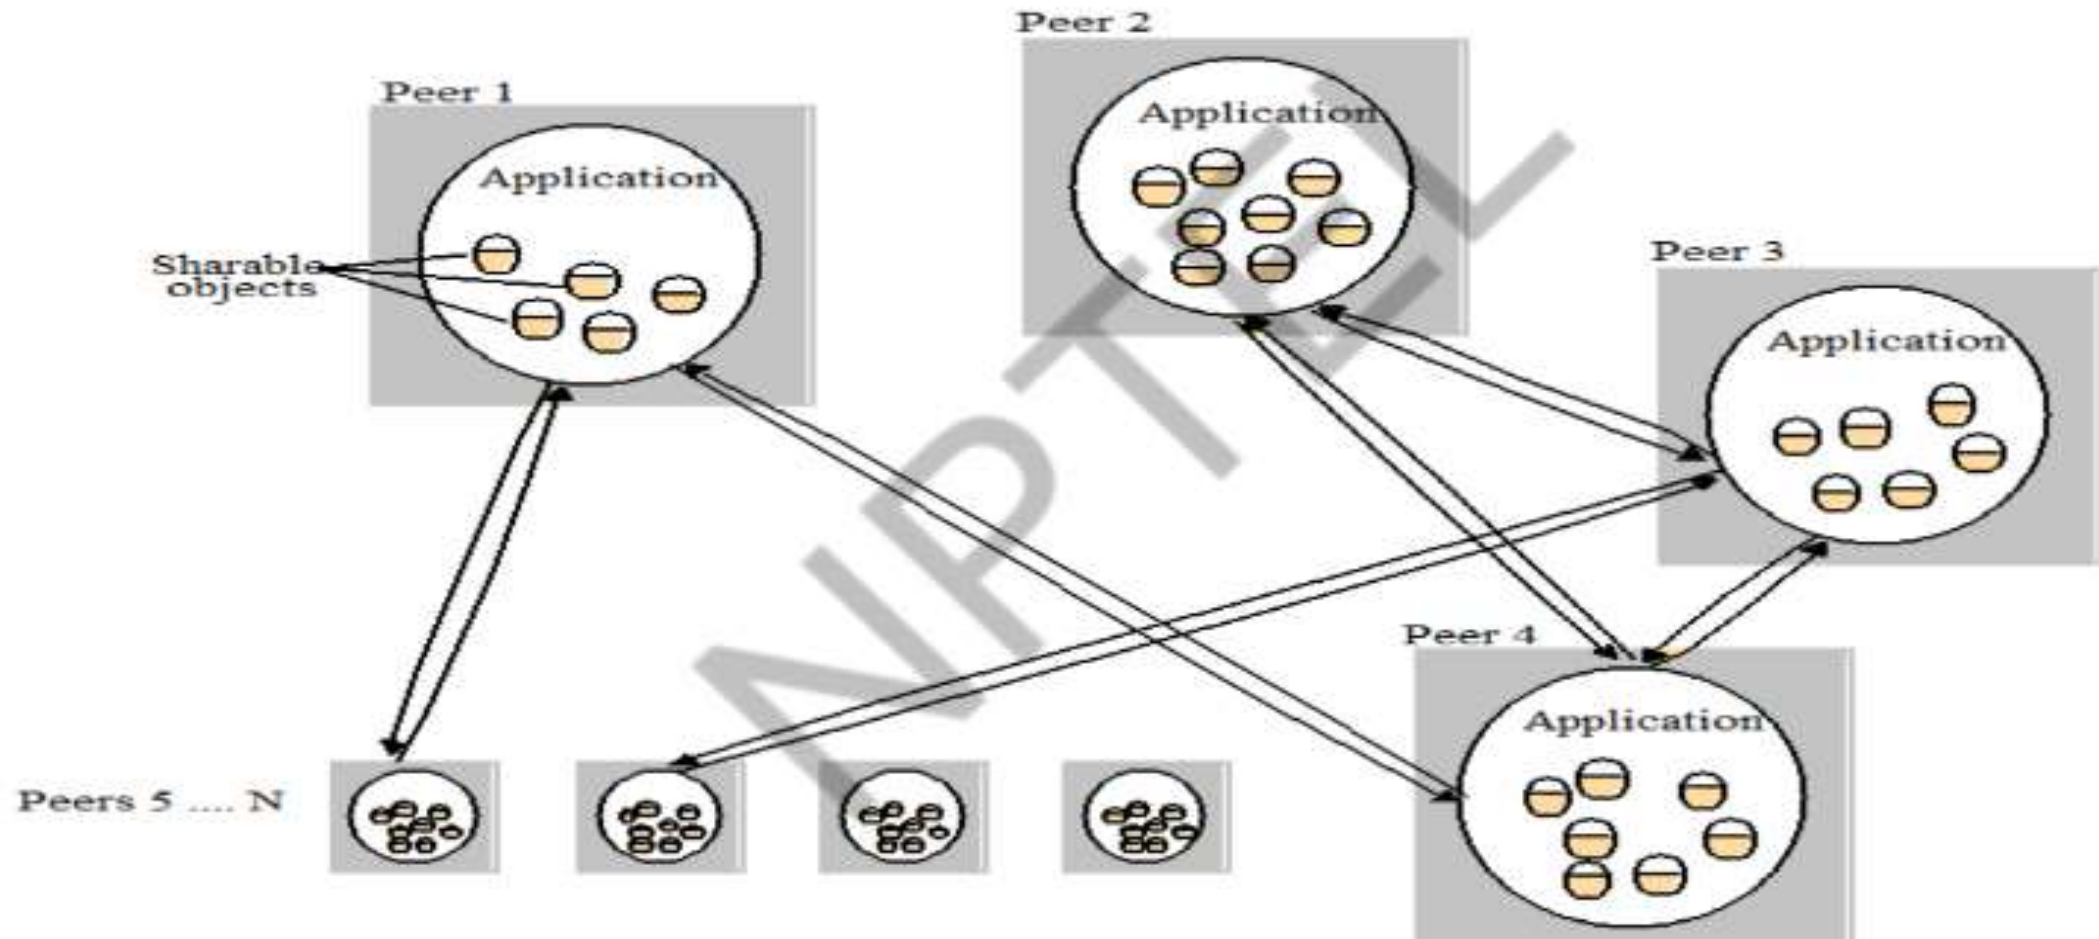 Peer 2
Peer 1
Application
Application
Peer 3
Sharable
objects
Application
Peer 4
Application
Peers 5 .... N
NPTEL